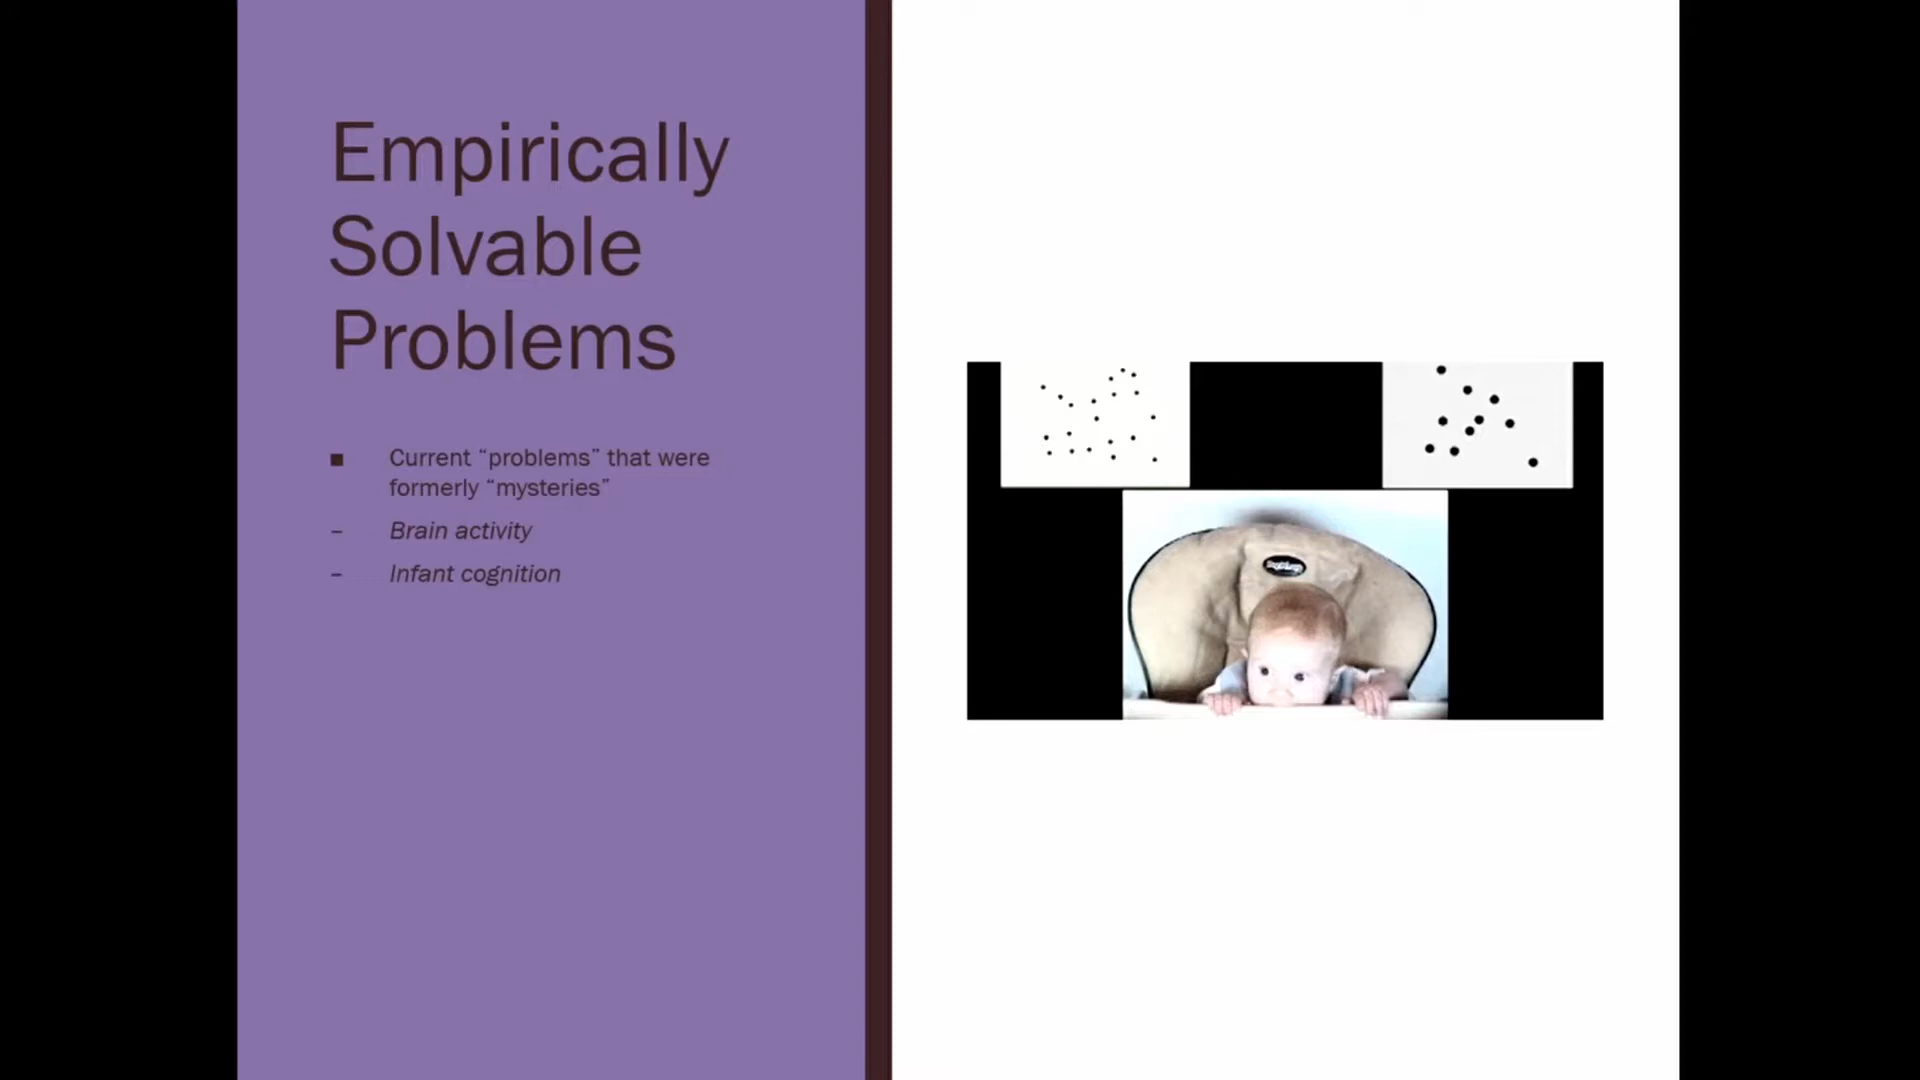 Empirically
Solvable
Problems
■ Current “problems” that were
formerly “mysteries”
– Brain activity
– Infant cognition